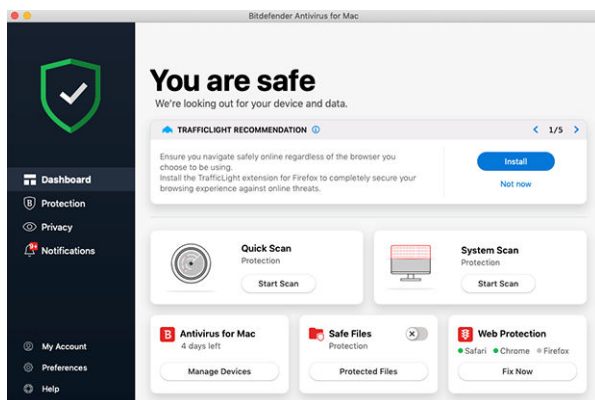 Bitdefender Antivirus for Mac
You are safe
We're looking out for your device and data.
TRAFFICLIGHT RECOMMENDATION
1/5
Ensure you navigate safely online regardless of the browser you
choose to be using.
Install the TrafficLight extension for Firefox to completely secure your
browsing experience against online threats.
Install
Not now
Dashboard
B Protection
Privacy
9+ Notifications
Quick Scan
Protection
Start Scan
System Scan
Protection
Start Scan
B Antivirus for Mac
4 days left
Manage Devices
Safe Files
Protection
Protected Files
Web Protection
Safari Chrome Firefox
Fix Now
My Account
Preferences
Help